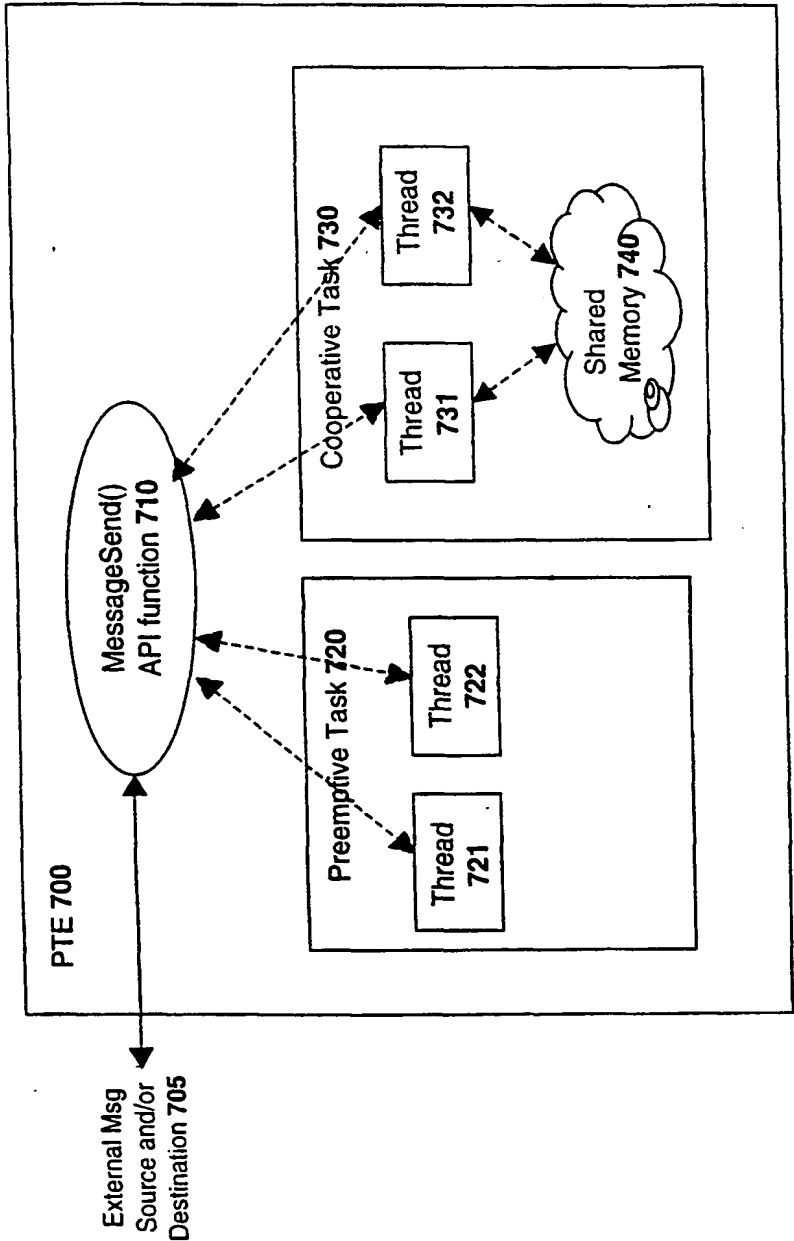 External Msg
Source and/or
Destination 705
PTE 700
MessageSend()
API function 710
Preemptive Task 720
Thread
721
Thread
722
Cooperative Task 730
Thread
731
Thread
732
Shared
Memory 740